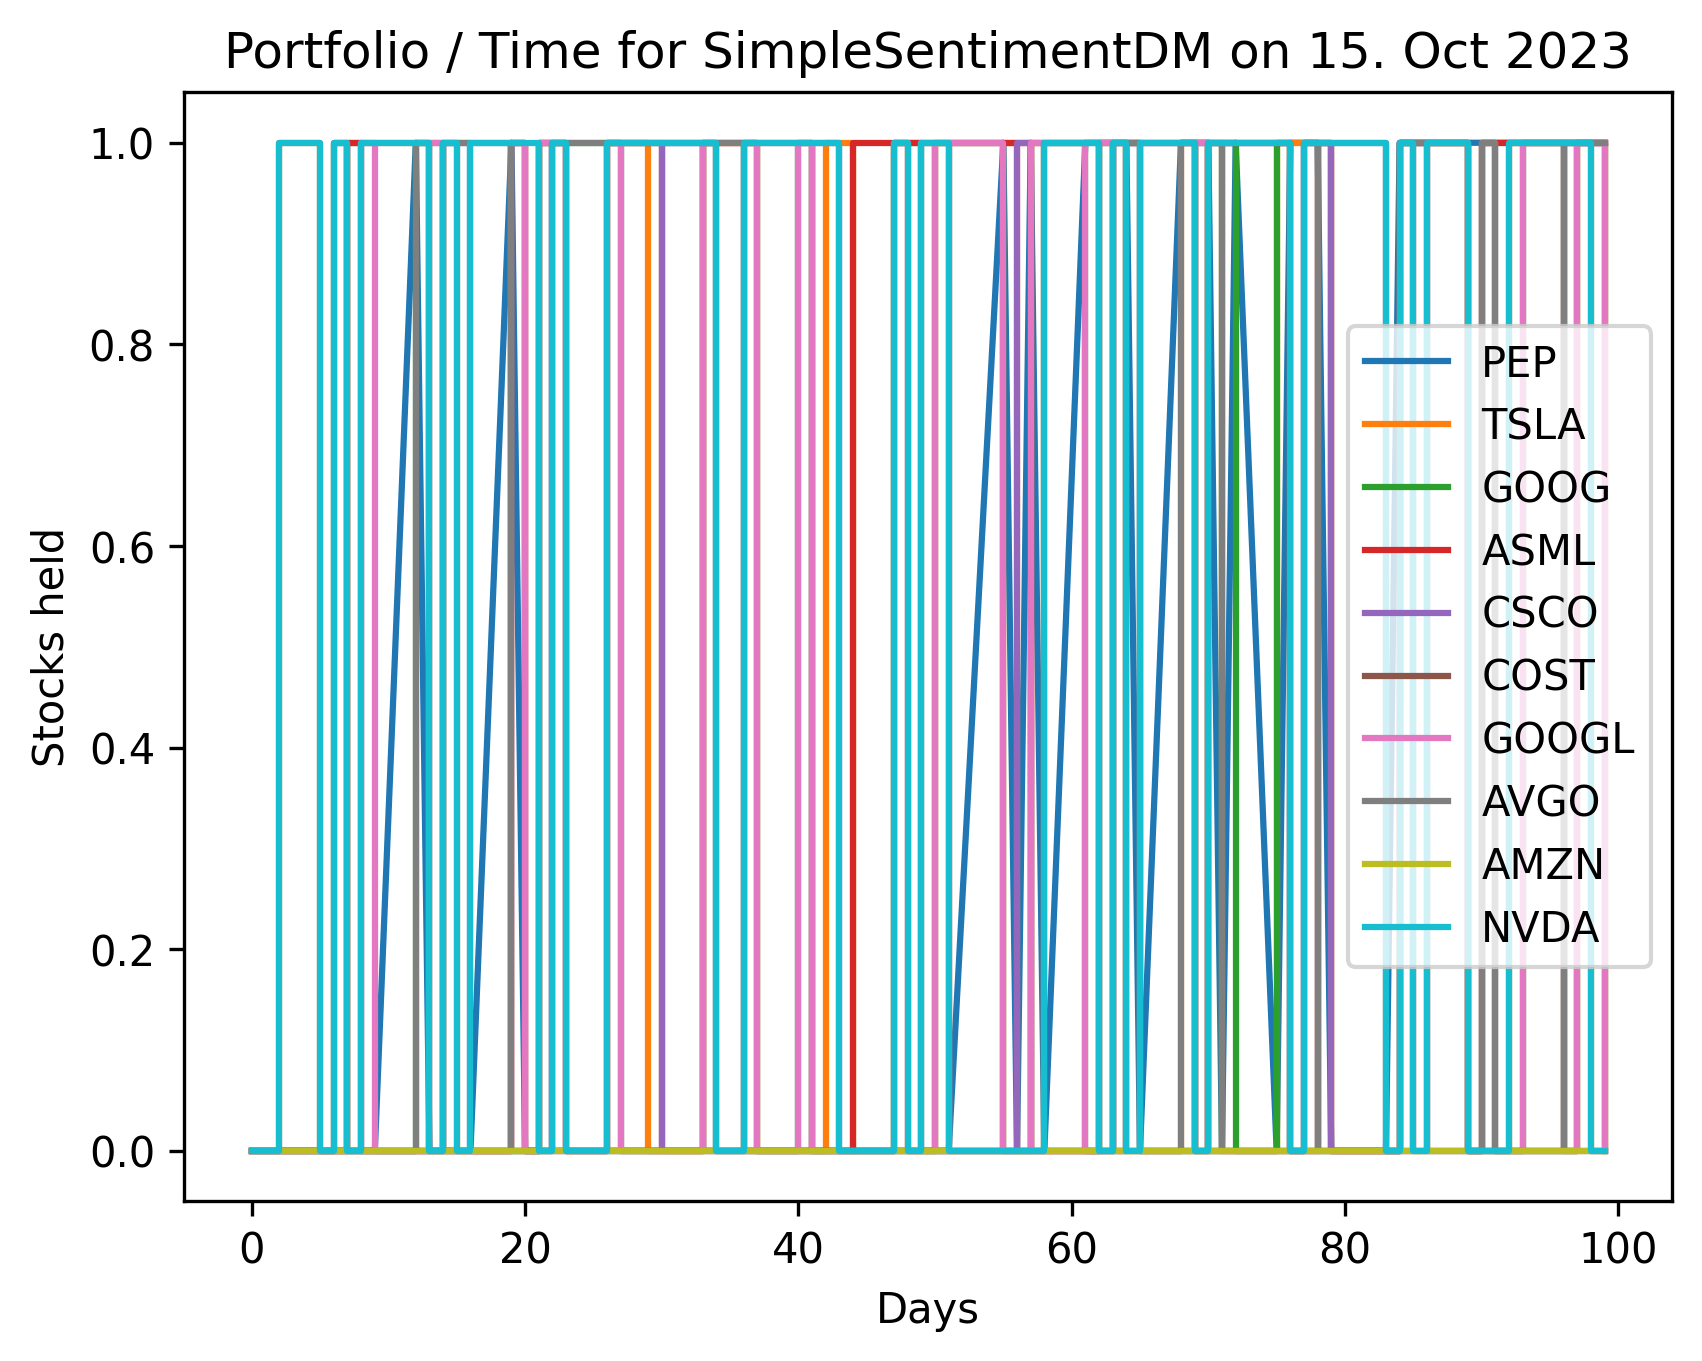 Portfolio / Time for SimpleSentimentDM on 15. Oct 2023
1.0
0.8
0.6
0.4
0.2
0.0
Stocks held
PEP
TSLA
GOOG
ASML
CSCO
COST
GOOGL
AVGO
AMZN
NVDA
0 20 40 60 80 100
Days